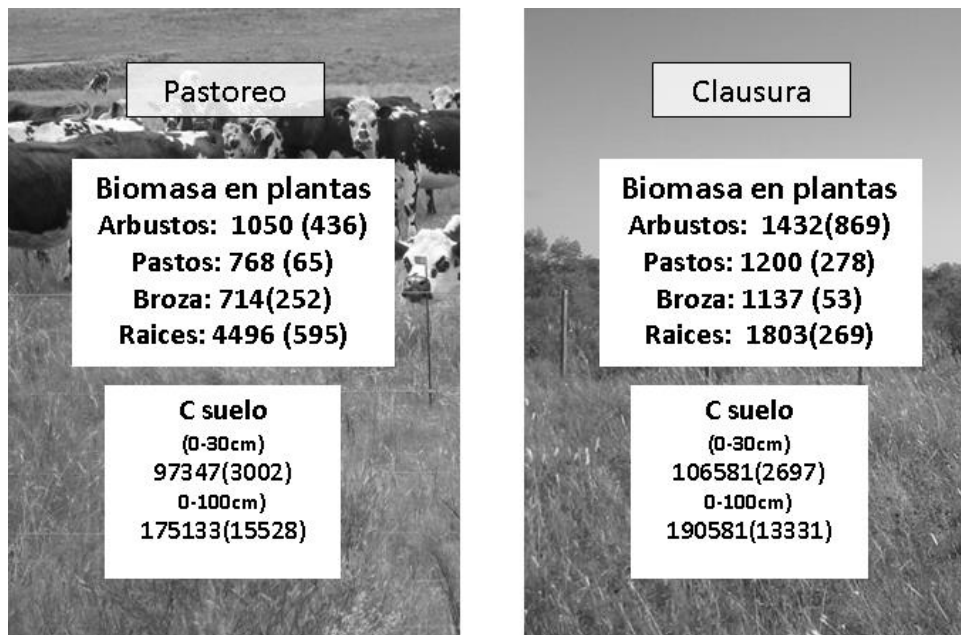 Pastoreo
Biomasa en plantas
Arbustos: 1050 (436)
Pastos: 768 (65)
Broza: 714(252)
Raices: 4496 (595)
C suelo
(0-30cm)
97347(3002)
0-100cm)
175133(15528)
Clausura
Biomasa en plantas
Arbustos: 1432(869)
Pastos: 1200 (278)
Broza: 1137 (53)
Raices: 1803(269)
C suelo
(0-30cm)
106581(2697)
0-100cm)
190581(13331)